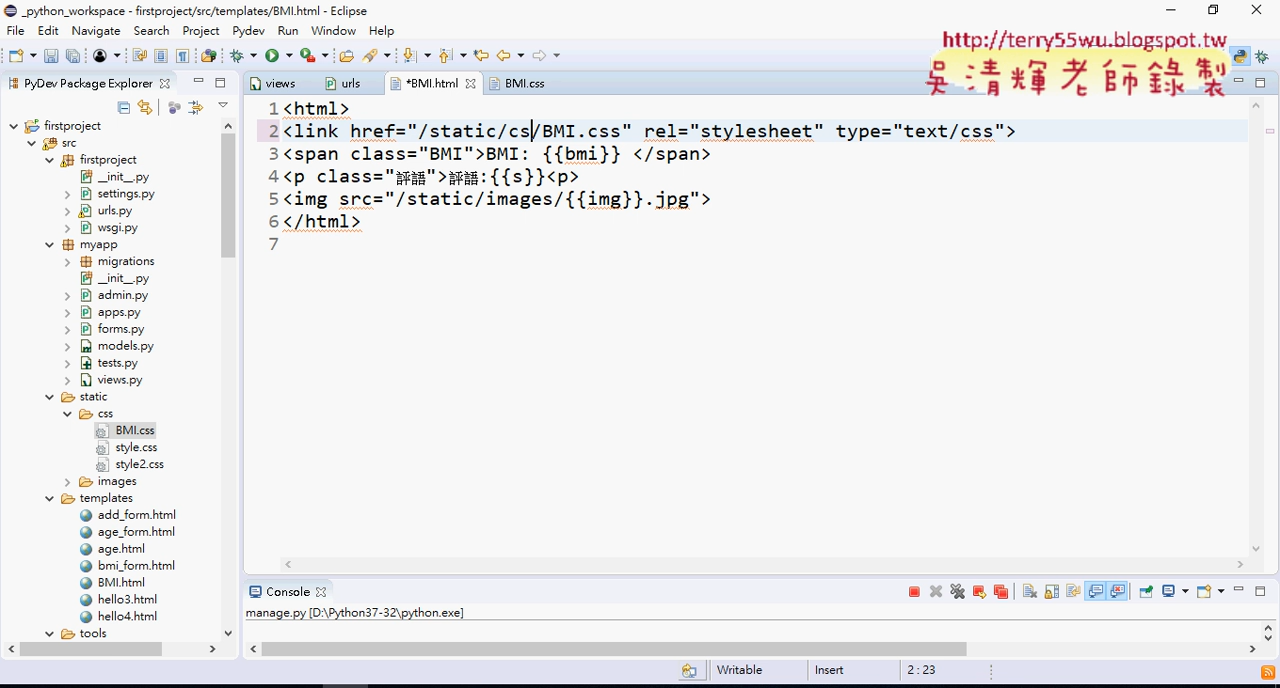 _python_workspace - firstproject/src/templates/BMI.html - Eclipse
File Edit Navigate Search Project Pydev Run Window Help
http://terry55wu.blogspot.tw
吳清輝老師錄製
PyDev Package Explorer
views urls *BMI.html BMI.css
firstproject
src
firstproject
__init__.py
settings.py
urls.py
wsgi.py
myapp
migrations
__init__.py
admin.py
apps.py
forms.py
models.py
tests.py
views.py
static
css
BMI.css
style.css
style2.css
images
templates
add_form.html
age_form.html
age.html
bmi_form.html
BMI.html
hello3.html
hello4.html
tools
1 <html>
2 <link href="/static/cs/BMI.css" rel="stylesheet" type="text/css">
3 <span class="BMI">BMI: {{bmi}} </span>
4 <p class="評語">評語:{{s}}<p>
5 <img src="/static/images/{{img}}.jpg">
6 </html>
7
Console
manage.py [D:\Python37-32\python.exe]
Writable Insert 2 : 23